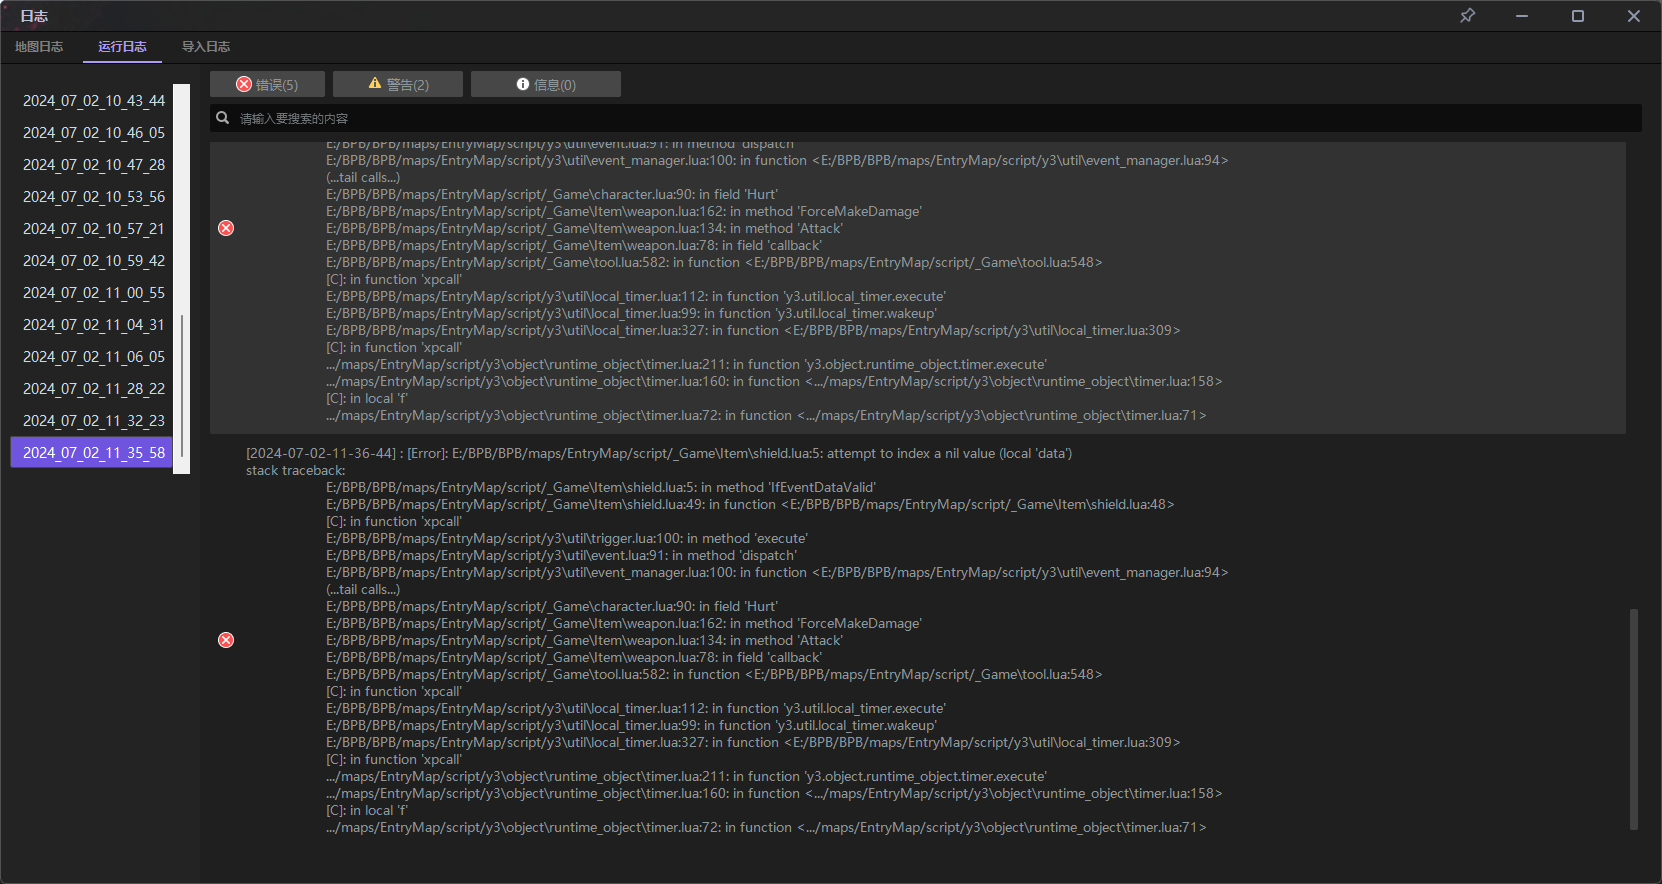 日志
地图日志 运行日志 导入日志
错误(5) 警告(2) 信息(0)
请输入要搜索的内容
2024_07_02_10_43_44
2024_07_02_10_46_05
2024_07_02_10_47_28
2024_07_02_10_53_56
2024_07_02_10_57_21
2024_07_02_10_59_42
2024_07_02_11_00_55
2024_07_02_11_04_31
2024_07_02_11_06_05
2024_07_02_11_28_22
2024_07_02_11_32_23
2024_07_02_11_35_58
E:/BPB/BPB/maps/EntryMap/script/y3\util\event.lua:91: in method 'dispatch'
E:/BPB/BPB/maps/EntryMap/script/y3\util\event_manager.lua:100: in function <E:/BPB/BPB/maps/EntryMap/script/y3\util\event_manager.lua:94>
(...tail calls...)
E:/BPB/BPB/maps/EntryMap/script/_Game\character.lua:90: in field 'Hurt'
E:/BPB/BPB/maps/EntryMap/script/_Game\Item\weapon.lua:162: in method 'ForceMakeDamage'
E:/BPB/BPB/maps/EntryMap/script/_Game\Item\weapon.lua:134: in method 'Attack'
E:/BPB/BPB/maps/EntryMap/script/_Game\Item\weapon.lua:78: in field 'callback'
E:/BPB/BPB/maps/EntryMap/script/_Game\tool.lua:582: in function <E:/BPB/BPB/maps/EntryMap/script/_Game\tool.lua:548>
[C]: in function 'xpcall'
E:/BPB/BPB/maps/EntryMap/script/y3\util\local_timer.lua:112: in function 'y3.util.local_timer.execute'
E:/BPB/BPB/maps/EntryMap/script/y3\util\local_timer.lua:99: in function 'y3.util.local_timer.wakeup'
E:/BPB/BPB/maps/EntryMap/script/y3\util\local_timer.lua:327: in function <E:/BPB/BPB/maps/EntryMap/script/y3\util\local_timer.lua:309>
[C]: in function 'xpcall'
.../maps/EntryMap/script/y3\object\runtime_object\timer.lua:211: in function 'y3.object.runtime_object.timer.execute'
.../maps/EntryMap/script/y3\object\runtime_object\timer.lua:160: in function <.../maps/EntryMap/script/y3\object\runtime_object\timer.lua:158>
[C]: in local 'f'
.../maps/EntryMap/script/y3\object\runtime_object\timer.lua:72: in function <.../maps/EntryMap/script/y3\object\runtime_object\timer.lua:71>
[2024-07-02-11-36-44] : [Error]: E:/BPB/BPB/maps/EntryMap/script/_Game\Item\shield.lua:5: attempt to index a nil value (local 'data')
stack traceback:
E:/BPB/BPB/maps/EntryMap/script/_Game\Item\shield.lua:5: in method 'IfEventDataValid'
E:/BPB/BPB/maps/EntryMap/script/_Game\Item\shield.lua:49: in function <E:/BPB/BPB/maps/EntryMap/script/_Game\Item\shield.lua:48>
[C]: in function 'xpcall'
E:/BPB/BPB/maps/EntryMap/script/y3\util\trigger.lua:100: in method 'execute'
E:/BPB/BPB/maps/EntryMap/script/y3\util\event.lua:91: in method 'dispatch'
E:/BPB/BPB/maps/EntryMap/script/y3\util\event_manager.lua:100: in function <E:/BPB/BPB/maps/EntryMap/script/y3\util\event_manager.lua:94>
(...tail calls...)
E:/BPB/BPB/maps/EntryMap/script/_Game\character.lua:90: in field 'Hurt'
E:/BPB/BPB/maps/EntryMap/script/_Game\Item\weapon.lua:162: in method 'ForceMakeDamage'
E:/BPB/BPB/maps/EntryMap/script/_Game\Item\weapon.lua:134: in method 'Attack'
E:/BPB/BPB/maps/EntryMap/script/_Game\Item\weapon.lua:78: in field 'callback'
E:/BPB/BPB/maps/EntryMap/script/_Game\tool.lua:582: in function <E:/BPB/BPB/maps/EntryMap/script/_Game\tool.lua:548>
[C]: in function 'xpcall'
E:/BPB/BPB/maps/EntryMap/script/y3\util\local_timer.lua:112: in function 'y3.util.local_timer.execute'
E:/BPB/BPB/maps/EntryMap/script/y3\util\local_timer.lua:99: in function 'y3.util.local_timer.wakeup'
E:/BPB/BPB/maps/EntryMap/script/y3\util\local_timer.lua:327: in function <E:/BPB/BPB/maps/EntryMap/script/y3\util\local_timer.lua:309>
[C]: in function 'xpcall'
.../maps/EntryMap/script/y3\object\runtime_object\timer.lua:211: in function 'y3.object.runtime_object.timer.execute'
.../maps/EntryMap/script/y3\object\runtime_object\timer.lua:160: in function <.../maps/EntryMap/script/y3\object\runtime_object\timer.lua:158>
[C]: in local 'f'
.../maps/EntryMap/script/y3\object\runtime_object\timer.lua:72: in function <.../maps/EntryMap/script/y3\object\runtime_object\timer.lua:71>